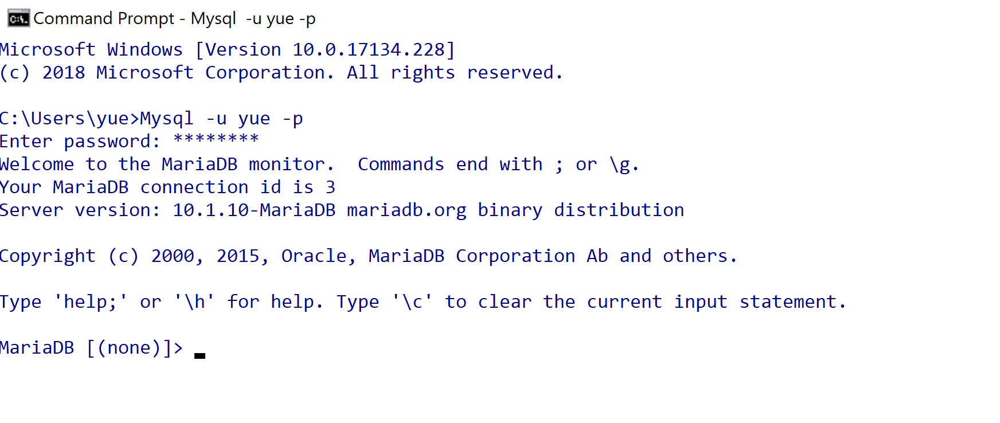 Command Prompt - Mysql  -u yue -p
Microsoft Windows [Version 10.0.17134.228]
(c) 2018 Microsoft Corporation. All rights reserved.
C:\Users\yue>Mysql -u yue -p
Enter password: ********
Welcome to the MariaDB monitor.  Commands end with ; or \g.
Your MariaDB connection id is 3
Server version: 10.1.10-MariaDB mariadb.org binary distribution
Copyright (c) 2000, 2015, Oracle, MariaDB Corporation Ab and others.
Type 'help;' or '\h' for help. Type '\c' to clear the current input statement.
MariaDB [(none)]>